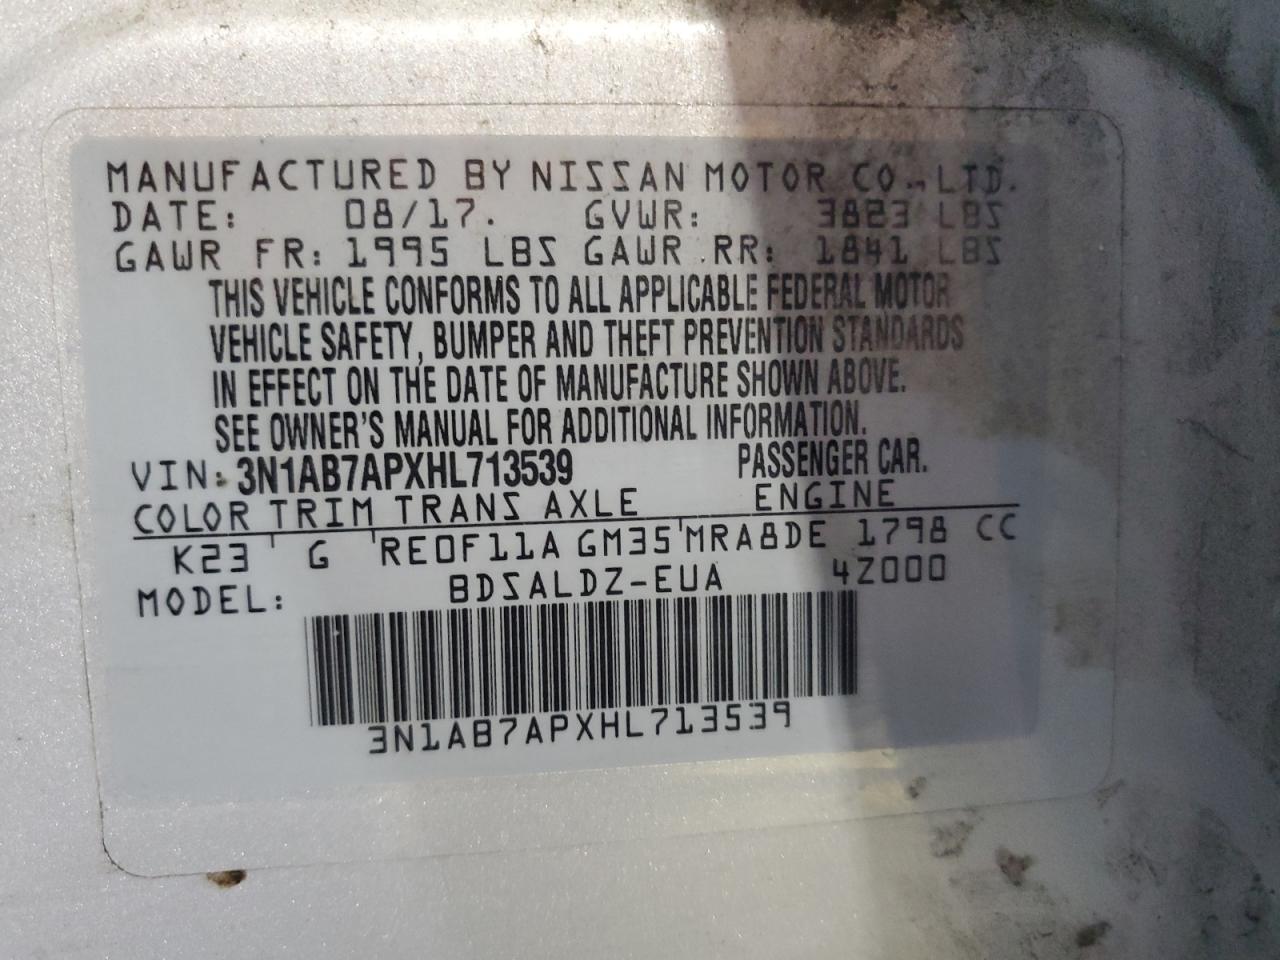 MANUFACTURED BY NISSAN MOTOR CO., LTD.
DATE: 08/17. GVWR: 3823 LBS
GAWR FR: 1995 LBS GAWR RR: 1841 LBS
THIS VEHICLE CONFORMS TO ALL APPLICABLE FEDERAL MOTOR
VEHICLE SAFETY, BUMPER AND THEFT PREVENTION STANDARDS
IN EFFECT ON THE DATE OF MANUFACTURE SHOWN ABOVE.
SEE OWNER'S MANUAL FOR ADDITIONAL INFORMATION.
VIN: 3N1AB7APXHL713539 PASSENGER CAR.
COLOR TRIM TRANS AXLE ENGINE
K23 G RE0F11A GM35 MRA8DE 1798 CC
MODEL: BDSALDZ-EUA 4Z000
3N1AB7APXHL713539